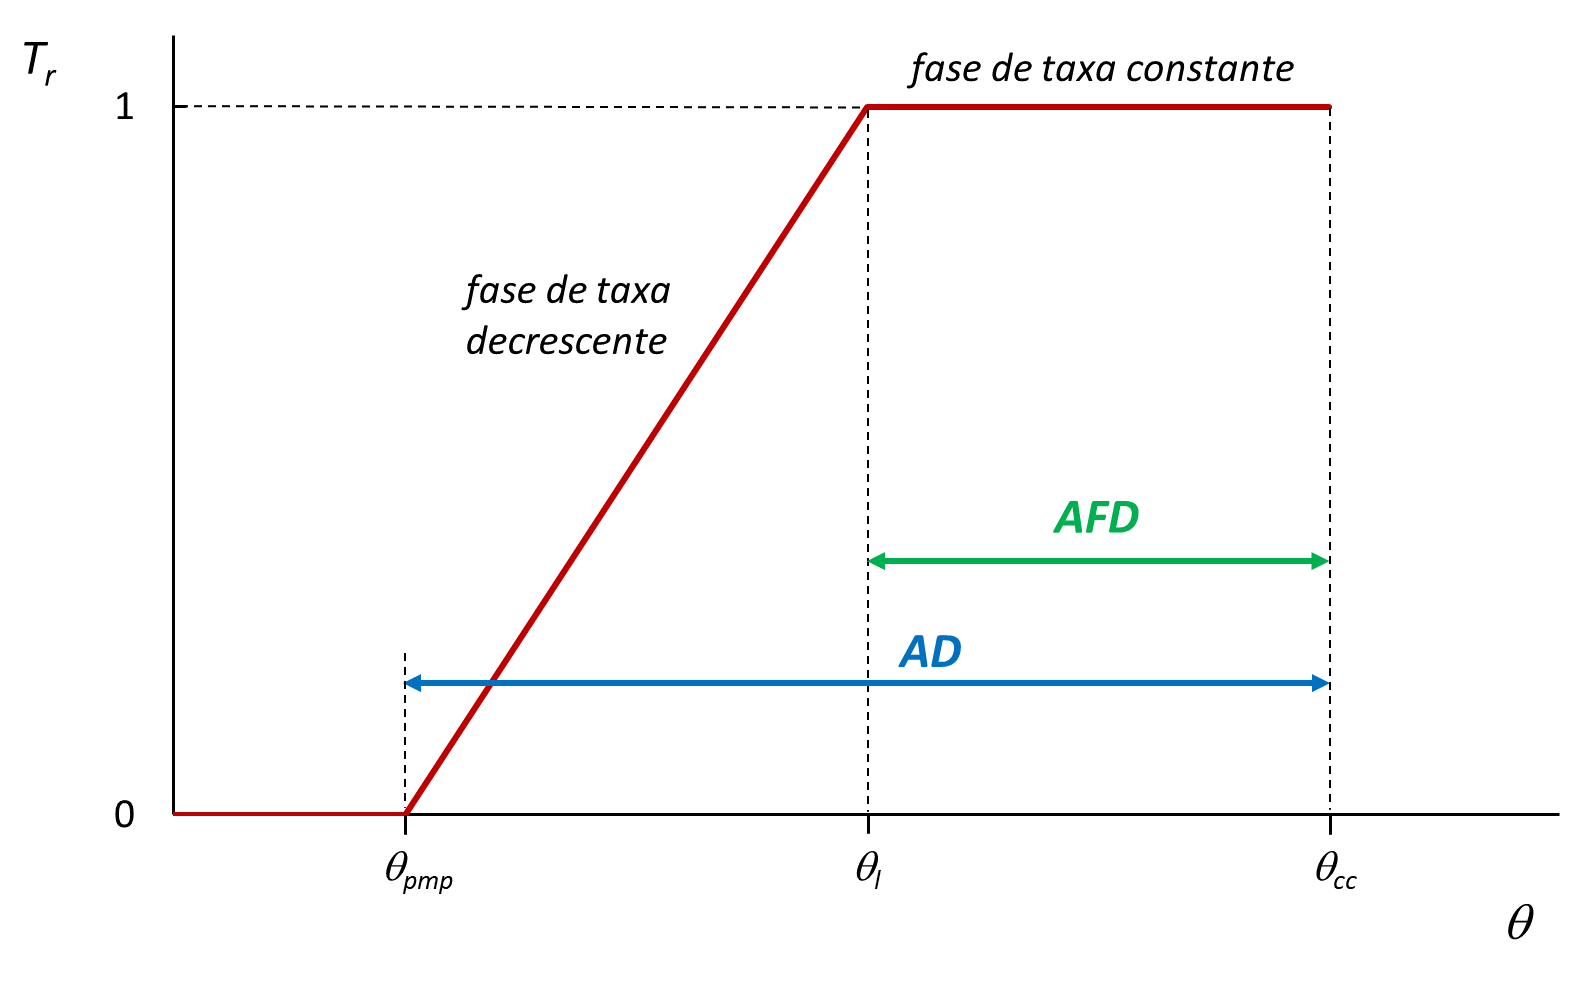 Tr
fase de taxa constante
1
fase de taxa
decrescente
AFD
AD
0
θpmp
θl
θcc
θ